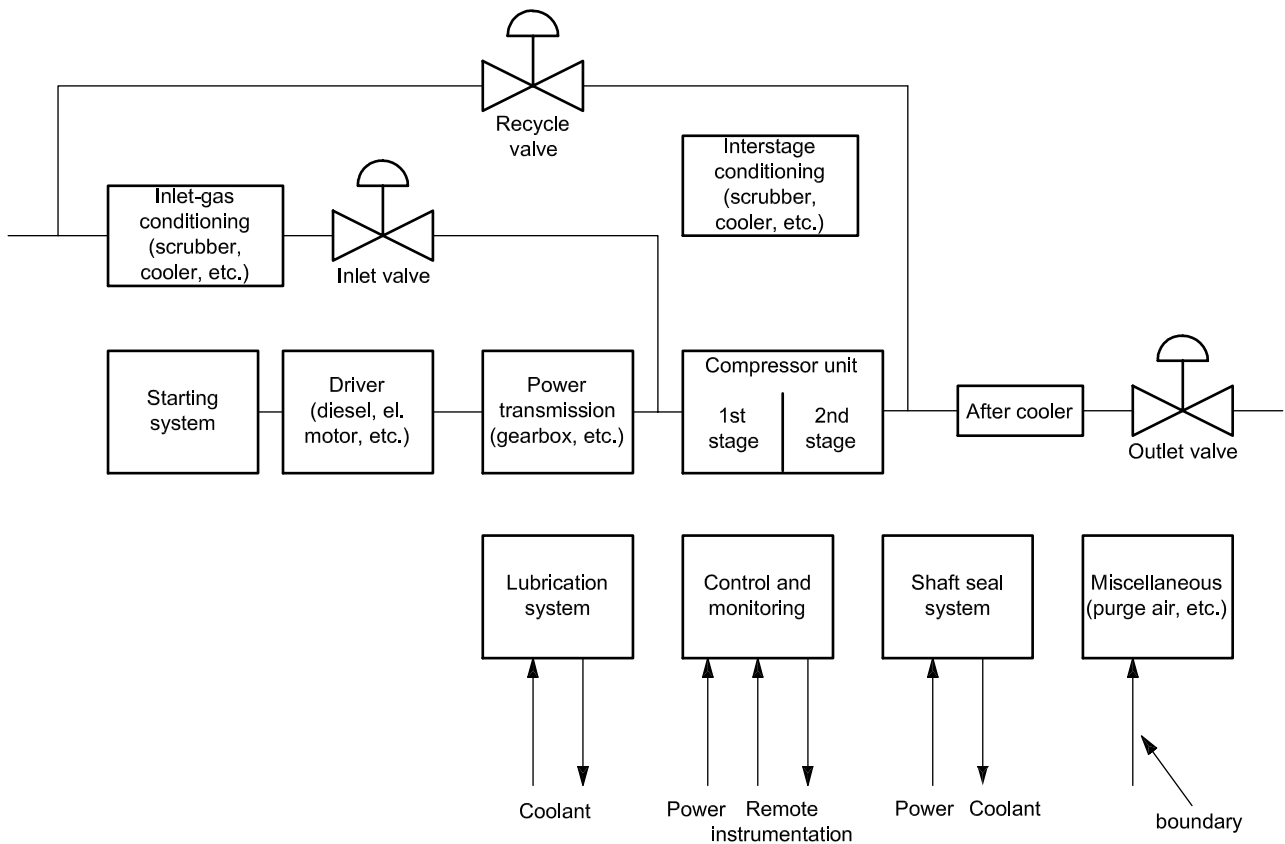 Recycle
valve
Interstage
conditioning
(scrubber,
cooler, etc.)
Inlet-gas
conditioning
(scrubber,
cooler, etc.)
Inlet valve
Starting
system
Driver
(diesel, el.
motor, etc.)
Power
transmission
(gearbox, etc.)
Compressor unit
1st
stage
2nd
stage
After cooler
Outlet valve
Lubrication
system
Control and
monitoring
Shaft seal
system
Miscellaneous
(purge air, etc.)
Coolant
Power
Remote
instrumentation
Power
Coolant
boundary